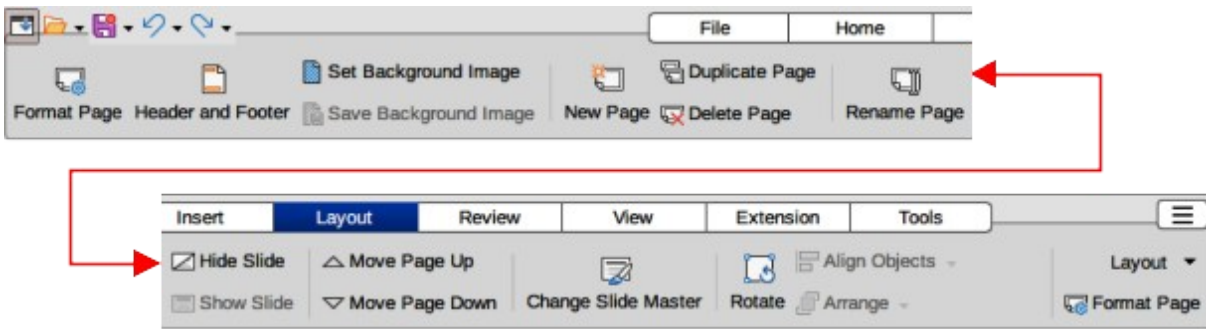 File Home
Set Background Image Duplicate Page
Format Page Header and Footer Save Background Image New Page Delete Page Rename Page
Insert Layout Review View Extension Tools
Hide Slide Move Page Up Align Objects Layout
Show Slide Move Page Down Change Slide Master Rotate Arrange Format Page